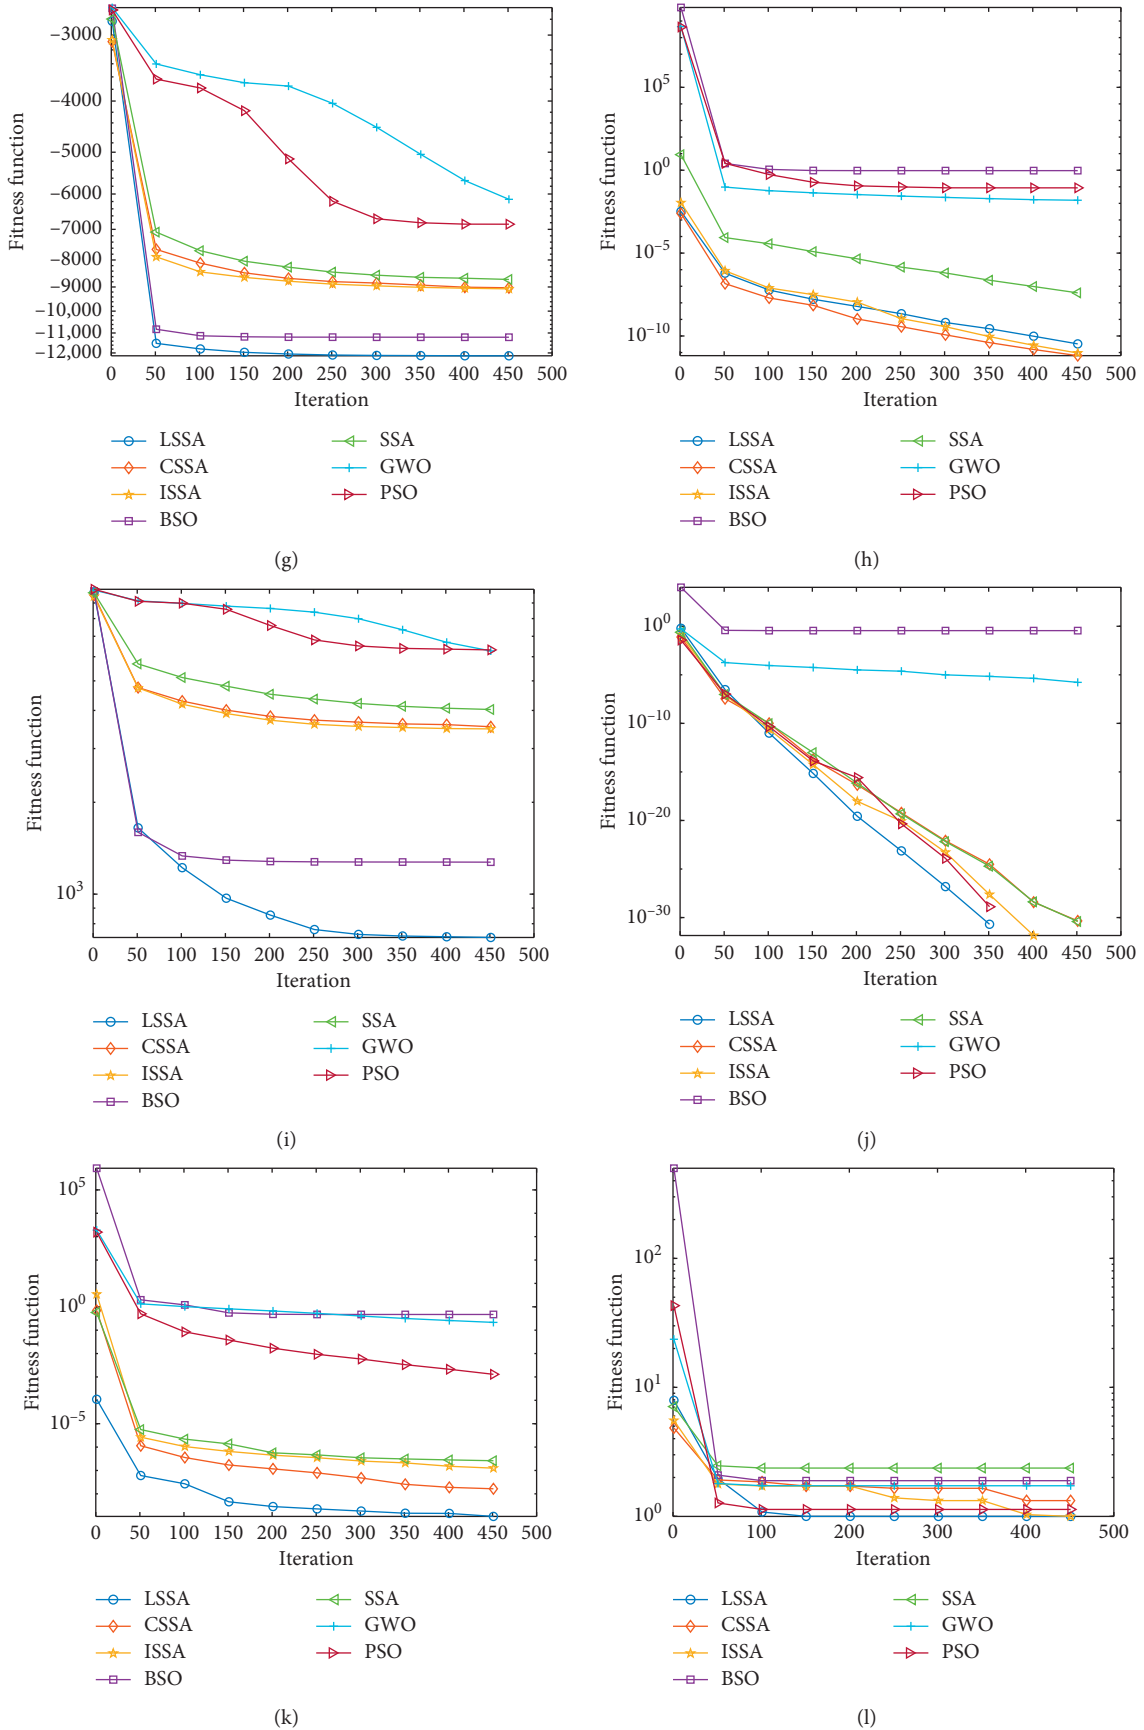 Fitness function
−3000
−4000
−5000
−6000
−7000
−8000
−9000
−10,000
−11,000
−12,000
0 50 100 150 200 250 300 350 400 450 500
Iteration
LSSA
CSSA
ISSA
BSO
SSA
GWO
PSO
(g)
Fitness function
10^5
10^0
10^−5
10^−10
0 50 100 150 200 250 300 350 400 450 500
Iteration
LSSA
CSSA
ISSA
BSO
SSA
GWO
PSO
(h)
Fitness function
10^3
0 50 100 150 200 250 300 350 400 450 500
Iteration
LSSA
CSSA
ISSA
BSO
SSA
GWO
PSO
(i)
Fitness function
10^0
10^−10
10^−20
10^−30
0 50 100 150 200 250 300 350 400 450 500
Iteration
LSSA
CSSA
ISSA
BSO
SSA
GWO
PSO
(j)
Fitness function
10^5
10^0
10^−5
0 50 100 150 200 250 300 350 400 450 500
Iteration
LSSA
CSSA
ISSA
BSO
SSA
GWO
PSO
(k)
Fitness function
10^2
10^1
10^0
0 50 100 150 200 250 300 350 400 450 500
Iteration
LSSA
CSSA
ISSA
BSO
SSA
GWO
PSO
(l)